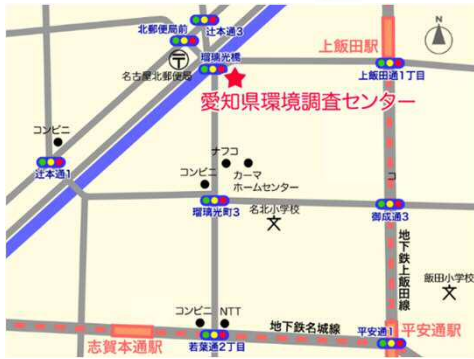 辻本通3
北郵便局前
瑠璃光橋
名古屋北郵便局
上飯田駅
N
上飯田通1丁目
愛知県環境調査センター
コンビニ
辻本通1
ナフコ
コンビニ
カーマ
ホームセンター
瑠璃光町3
名北小学校
御成通3
地下鉄上飯田線
飯田小学校
コンビニ
NTT
若葉通2丁目
志賀本通駅
地下鉄名城線
平安通1
平安通駅